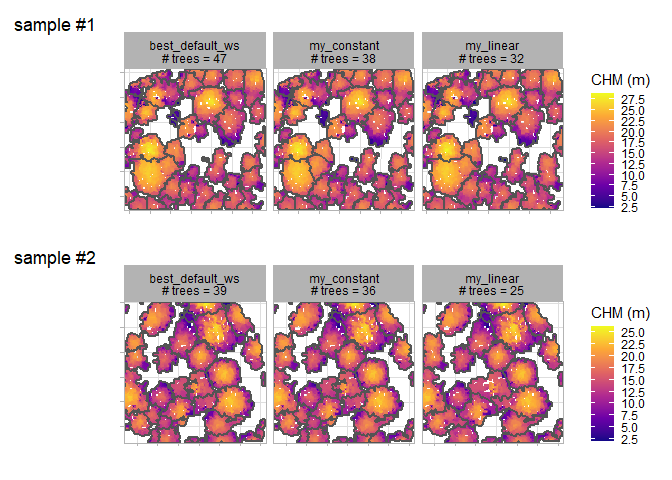 sample #1
best_default_ws
# trees = 47
my_constant
# trees = 38
my_linear
# trees = 32
CHM (m)
27.5
25.0
22.5
20.0
17.5
15.0
12.5
10.0
7.5
5.0
2.5
sample #2
best_default_ws
# trees = 39
my_constant
# trees = 36
my_linear
# trees = 25
CHM (m)
25.0
22.5
20.0
17.5
15.0
12.5
10.0
7.5
5.0
2.5